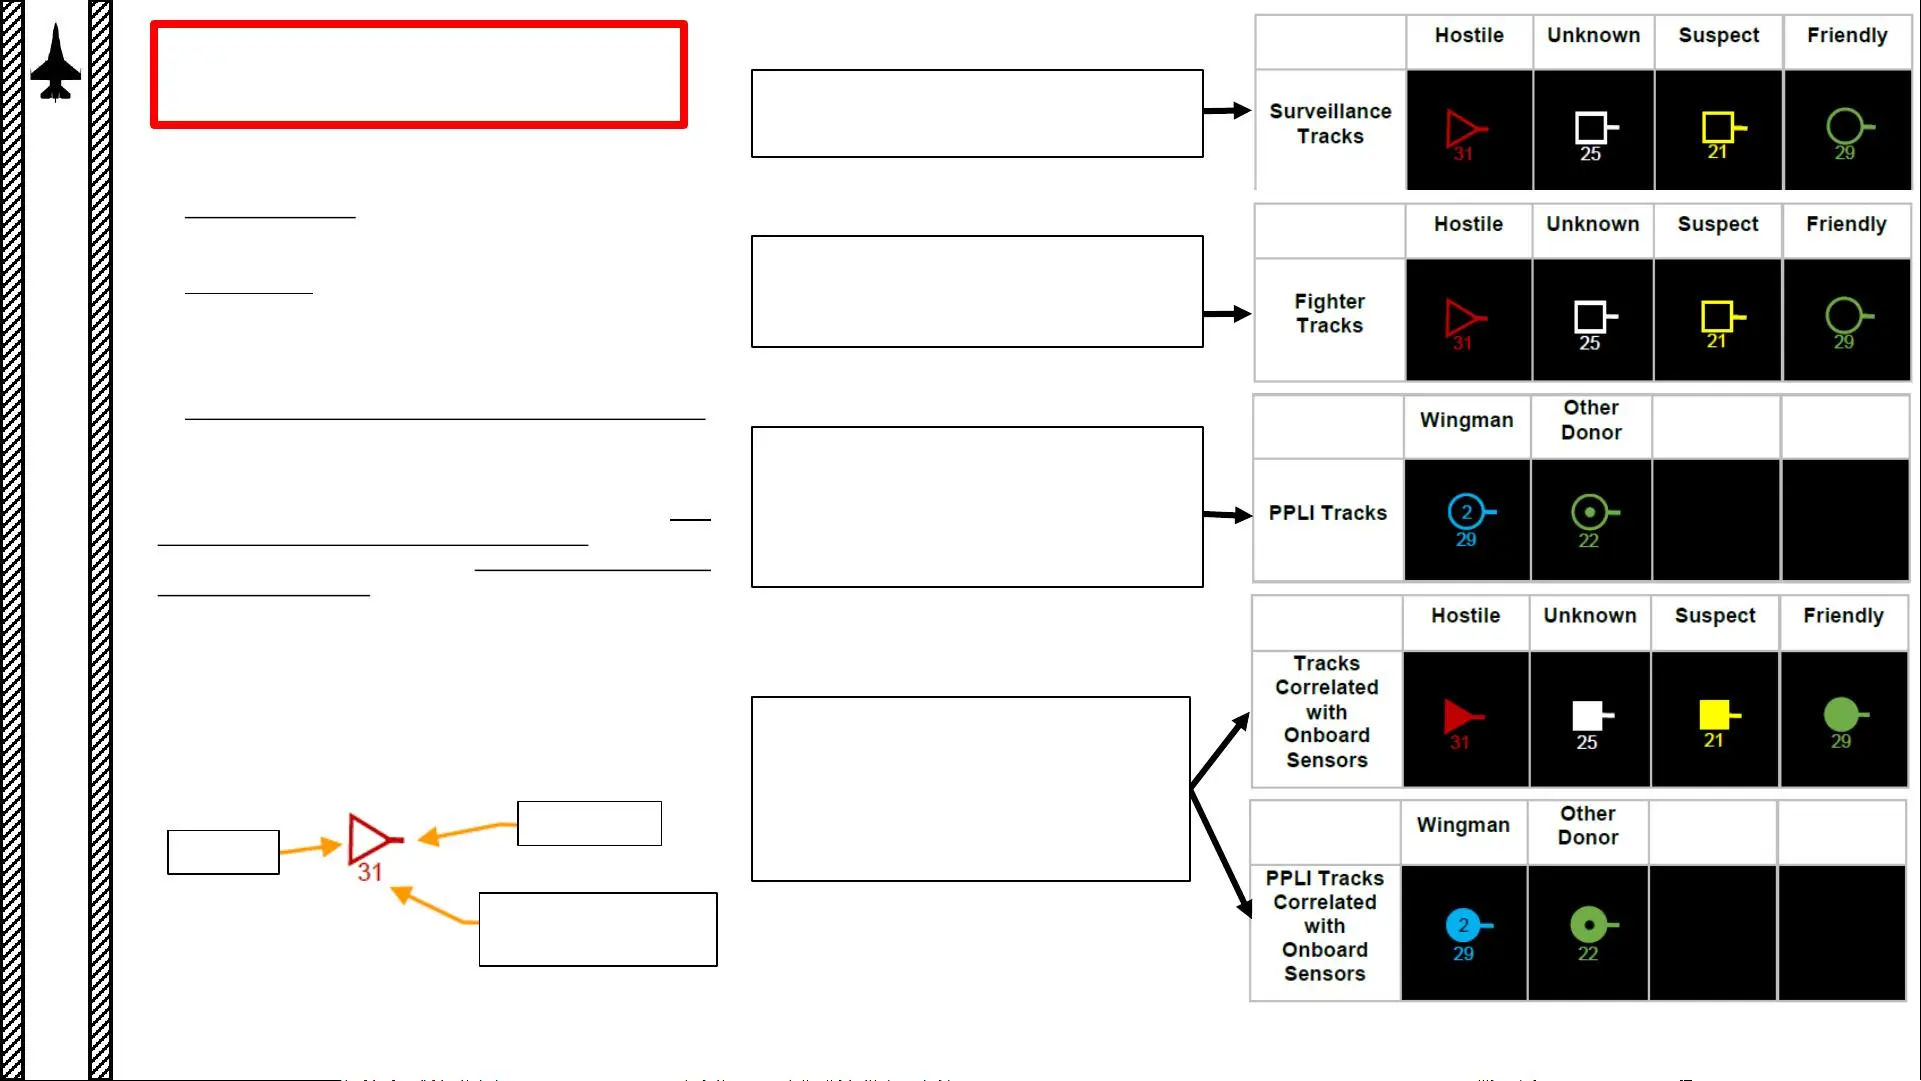 Hostile Unknown Suspect Friendly
Surveillance
Tracks
31 25 21 29
Hostile Unknown Suspect Friendly
Fighter
Tracks
31 25 21 29
Wingman Other
Donor
PPLI Tracks
2
29 22
Hostile Unknown Suspect Friendly
Tracks
Correlated
with
Onboard
Sensors
31 25 21 29
31
Wingman Other
Donor
PPLI Tracks
Correlated
with
Onboard
Sensors
2
29 22